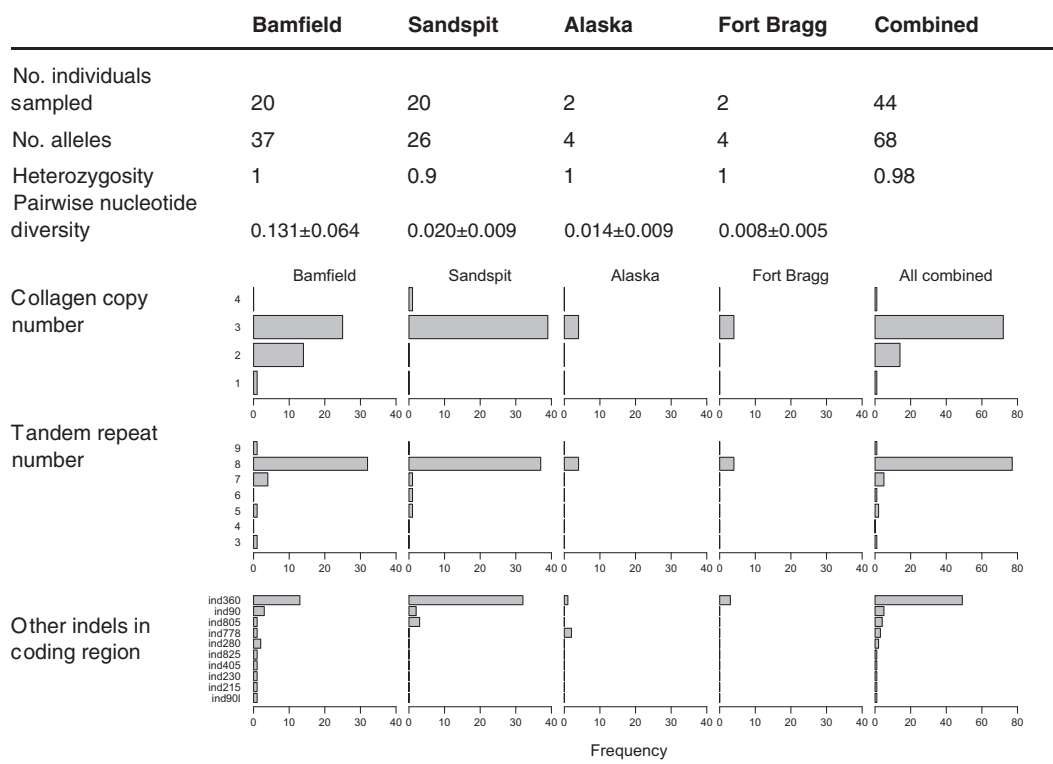 Bamfield Sandspit Alaska Fort Bragg Combined
No. individuals
sampled 20 20 2 2 44
No. alleles 37 26 4 4 68
Heterozygosity 1 0.9 1 1 0.98
Pairwise nucleotide
diversity 0.131±0.064 0.020±0.009 0.014±0.009 0.008±0.005
Bamfield Sandspit Alaska Fort Bragg All combined
Collagen copy
number
4
3
2
1
0 10 20 30 40 0 10 20 30 40 0 10 20 30 40 0 10 20 30 40 0 20 40 60 80
Tandem repeat
number
9
8
7
6
5
4
3
0 10 20 30 40 0 10 20 30 40 0 10 20 30 40 0 10 20 30 40 0 20 40 60 80
Other indels in
coding region
ind360
ind90
ind805
ind778
ind280
ind825
ind405
ind230
ind215
ind90l
0 10 20 30 40 0 10 20 30 40 0 10 20 30 40 0 10 20 30 40 0 20 40 60 80
Frequency